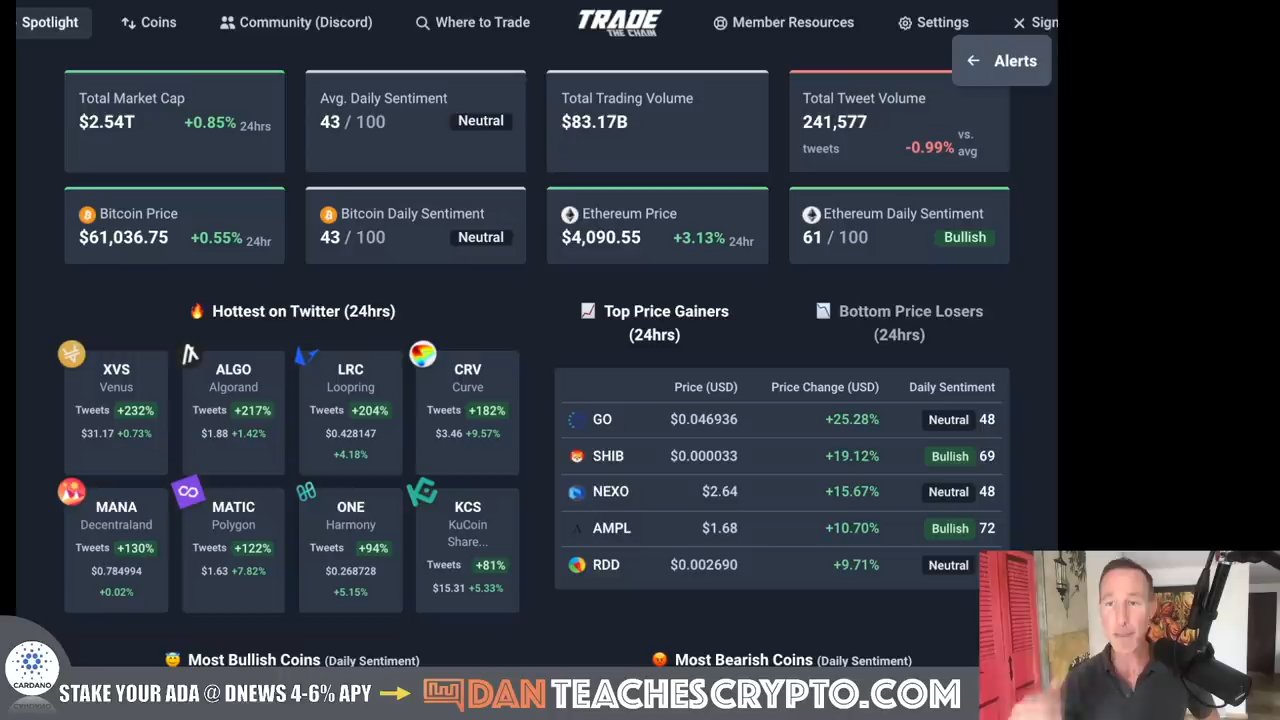 Spotlight
Coins
Community (Discord)
Where to Trade
TRADE
THE CHAIN
Member Resources
Settings
Sign
Alerts
Total Market Cap
$2.54T +0.85% 24hrs
Avg. Daily Sentiment
43 / 100 Neutral
Total Trading Volume
$83.17B
Total Tweet Volume
241,577
tweets -0.99% vs. avg
Bitcoin Price
$61,036.75 +0.55% 24hr
Bitcoin Daily Sentiment
43 / 100 Neutral
Ethereum Price
$4,090.55 +3.13% 24hr
Ethereum Daily Sentiment
61 / 100 Bullish
Hottest on Twitter (24hrs)
XVS
Venus
Tweets +232%
$31.17 +0.73%
ALGO
Algorand
Tweets +217%
$1.88 +1.42%
LRC
Loopring
Tweets +204%
$0.428147
+4.18%
CRV
Curve
Tweets +182%
$3.46 +9.57%
MANA
Decentraland
Tweets +130%
$0.784994
+0.02%
MATIC
Polygon
Tweets +122%
$1.63 +7.82%
ONE
Harmony
Tweets +94%
$0.268728
+5.15%
KCS
KuCoin
Share...
Tweets +81%
$15.31 +5.33%
Top Price Gainers
(24hrs)
Bottom Price Losers
(24hrs)
Price (USD) Price Change (USD) Daily Sentiment
GO $0.046936 +25.28% Neutral 48
SHIB $0.000033 +19.12% Bullish 69
NEXO $2.64 +15.67% Neutral 48
AMPL $1.68 +10.70% Bullish 72
RDD $0.002690 +9.71% Neutral
Most Bullish Coins (Daily Sentiment)
Most Bearish Coins (Daily Sentiment)
CARDANO
STAKE YOUR ADA @ DNEWS 4-6% APY
DAN TEACHESCRYPTO.COM